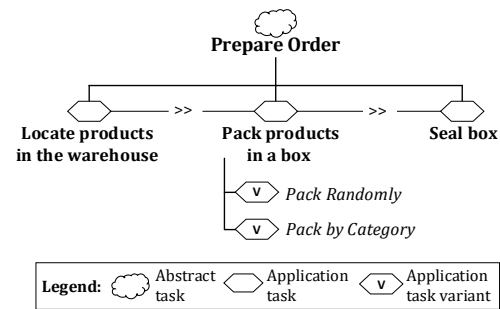 Prepare Order
>> >>
Locate products Pack products Seal box
in the warehouse in a box
v Pack Randomly
v Pack by Category
Legend: Abstract task Application task v Application task variant